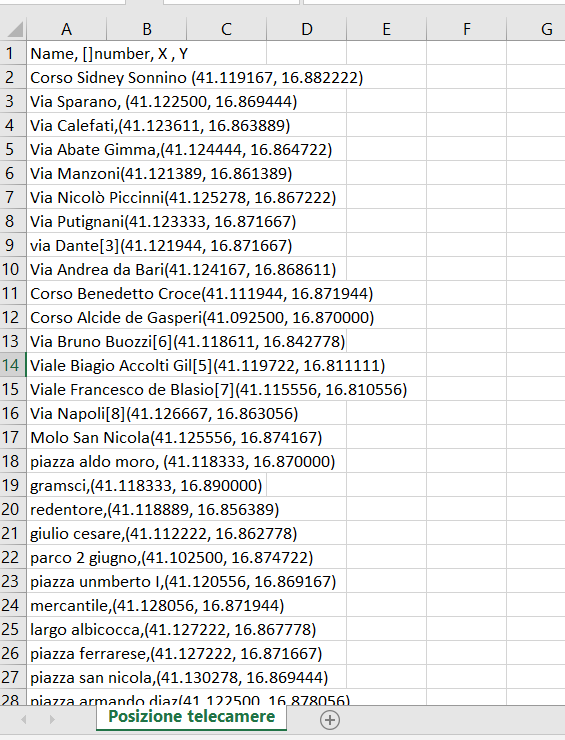 A B C D E F G
1 Name, []number, X , Y
2 Corso Sidney Sonnino (41.119167, 16.882222)
3 Via Sparano, (41.122500, 16.869444)
4 Via Calefati,(41.123611, 16.863889)
5 Via Abate Gimma,(41.124444, 16.864722)
6 Via Manzoni(41.121389, 16.861389)
7 Via Nicolò Piccinni(41.125278, 16.867222)
8 Via Putignani(41.123333, 16.871667)
9 via Dante[3](41.121944, 16.871667)
10 Via Andrea da Bari(41.124167, 16.868611)
11 Corso Benedetto Croce(41.111944, 16.871944)
12 Corso Alcide de Gasperi(41.092500, 16.870000)
13 Via Bruno Buozzi[6](41.118611, 16.842778)
14 Viale Biagio Accolti Gil[5](41.119722, 16.811111)
15 Viale Francesco de Blasio[7](41.115556, 16.810556)
16 Via Napoli[8](41.126667, 16.863056)
17 Molo San Nicola(41.125556, 16.874167)
18 piazza aldo moro, (41.118333, 16.870000)
19 gramsci,(41.118333, 16.890000)
20 redentore,(41.118889, 16.856389)
21 giulio cesare,(41.112222, 16.862778)
22 parco 2 giugno,(41.102500, 16.874722)
23 piazza unmberto I,(41.120556, 16.869167)
24 mercantile,(41.128056, 16.871944)
25 largo albicocca,(41.127222, 16.867778)
26 piazza ferrarese,(41.127222, 16.871667)
27 piazza san nicola,(41.130278, 16.869444)
28 piazza armando diaz(41.122500, 16.878056)
Posizione telecamere